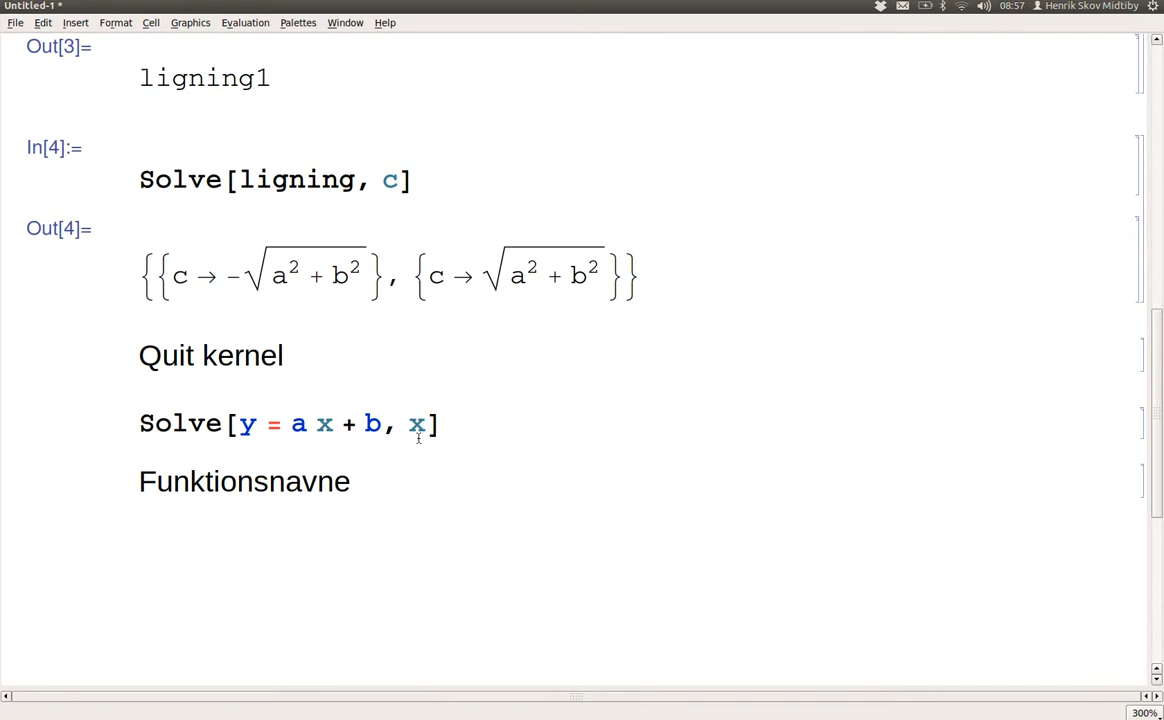 Untitled-1 *
08:57 Henrik Skov Midtiby
File Edit Insert Format Cell Graphics Evaluation Palettes Window Help
Out[3]=
ligning1
In[4]:=
Solve[ligning, c]
Out[4]=
{{c → -√(a² + b²)}, {c → √(a² + b²)}}
Quit kernel
Solve[y = a x + b, x]
Funktionsnavne
300%